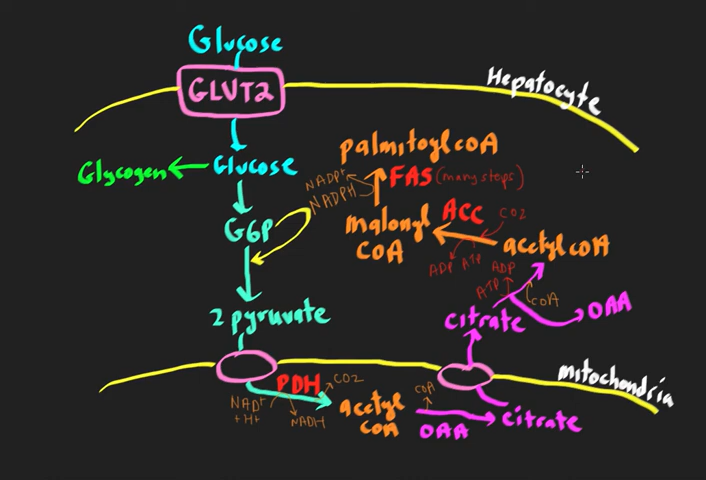 Glucose
GLUT2
Hepatocyte
Glycogen
Glucose
palmitoyl CoA
NADP+
NADPH
FAS (many steps)
G6P
malonyl
CoA
ACC
CO2
ADP
ATP
acetyl CoA
ADP
ATP
CoA
2 pyruvate
citrate
OAA
mitochondria
PDH
CO2
NAD+
+H+
NADH
acetyl
CoA
CoA
OAA
citrate